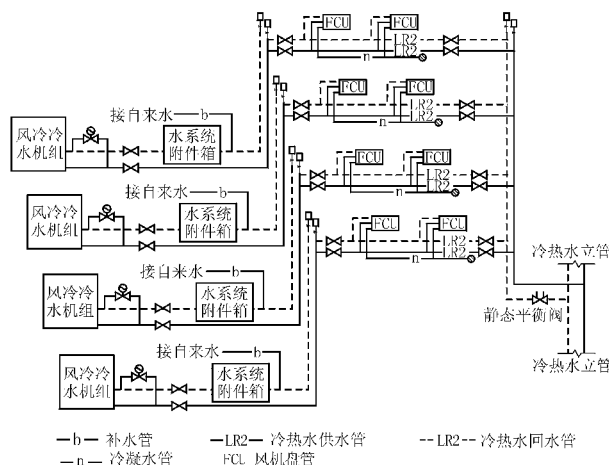 FCU FCU
LR2
LR2
n
接自来水 b
风冷冷
水机组
水系统
附件箱
FCU FCU
LR2
LR2
n
接自来水 b
风冷冷
水机组
水系统
附件箱
FCU FCU
LR2
LR2
n
接自来水 b
风冷冷
水机组
水系统
附件箱
FCU FCU
LR2
LR2
n
接自来水 b
风冷冷
水机组
水系统
附件箱
冷热水立管
静态平衡阀
冷热水立管
b 补水管 LR2 冷热水供水管 LR2 冷热水回水管
n 冷凝水管 FCU 风机盘管